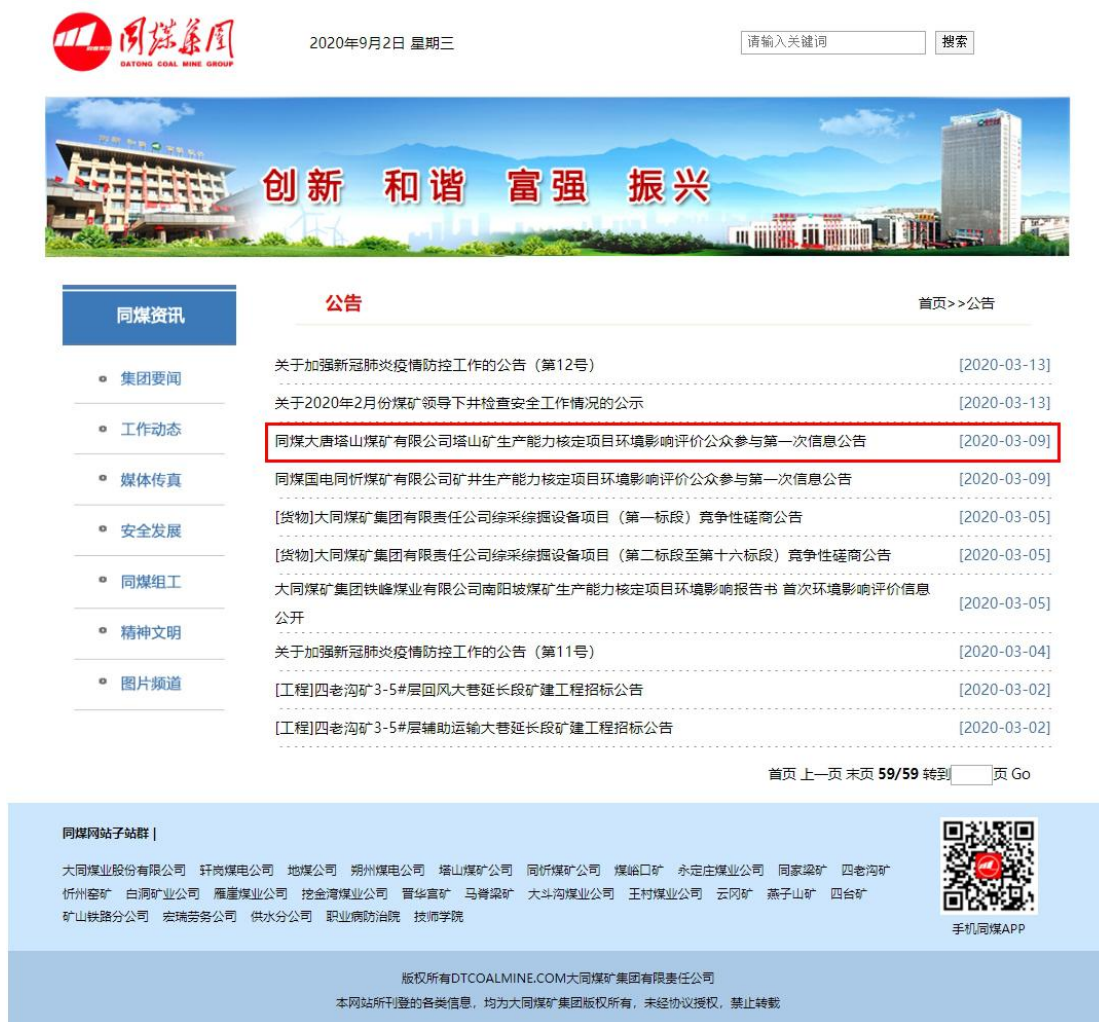 同煤集团
DATONG COAL MINE GROUP
2020年9月2日 星期三
请输入关键词
搜索
创新 和谐 富强 振兴
同煤资讯
集团要闻
工作动态
媒体传真
安全发展
同煤组工
精神文明
图片频道
公告
首页>>公告
关于加强新冠肺炎疫情防控工作的公告（第12号） [2020-03-13]
关于2020年2月份煤矿领导下井检查安全工作情况的公示 [2020-03-13]
同煤大唐塔山煤矿有限公司塔山矿生产能力核定项目环境影响评价公众参与第一次信息公告 [2020-03-09]
同煤国电同忻煤矿有限公司矿井生产能力核定项目环境影响评价公众参与第一次信息公告 [2020-03-09]
[货物]大同煤矿集团有限责任公司综采综掘设备项目（第一标段）竞争性磋商公告 [2020-03-05]
[货物]大同煤矿集团有限责任公司综采综掘设备项目（第二标段至第十六标段）竞争性磋商公告 [2020-03-05]
大同煤矿集团铁峰煤业有限公司南阳坡煤矿生产能力核定项目环境影响报告书 首次环境影响评价信息
公开 [2020-03-05]
关于加强新冠肺炎疫情防控工作的公告（第11号） [2020-03-04]
[工程]四老沟矿3-5#层回风大巷延长段矿建工程招标公告 [2020-03-02]
[工程]四老沟矿3-5#层辅助运输大巷延长段矿建工程招标公告 [2020-03-02]
首页 上一页 末页 59/59 转到 页 Go
同煤网站子站群 |
大同煤业股份有限公司 轩岗煤电公司 地煤公司 朔州煤电公司 塔山煤矿公司 同忻煤矿公司 煤峪口矿 永定庄煤业公司 同家梁矿 四老沟矿
忻州窑矿 白洞矿业公司 雁崖煤业公司 挖金湾煤业公司 晋华宫矿 马脊梁矿 大斗沟煤业公司 王村煤业公司 云冈矿 燕子山矿 四台矿
矿山铁路分公司 宏瑞劳务公司 供水分公司 职业病防治院 技师学院
手机同煤APP
版权所有DTCOALMINE.COM大同煤矿集团有限责任公司
本网站所刊登的各类信息，均为大同煤矿集团版权所有，未经协议授权，禁止转载